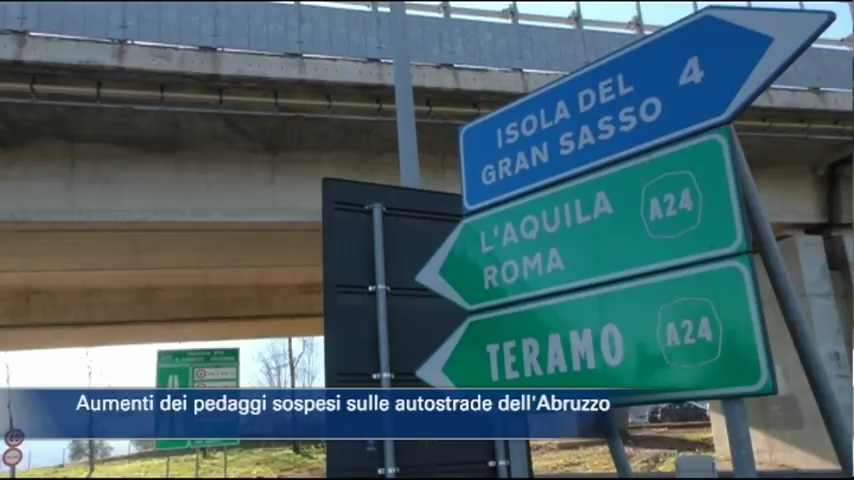 ISOLA DEL 4
GRAN SASSO
L'AQUILA A24
ROMA
TERAMO A24
Aumenti dei pedaggi sospesi sulle autostrade dell'Abruzzo